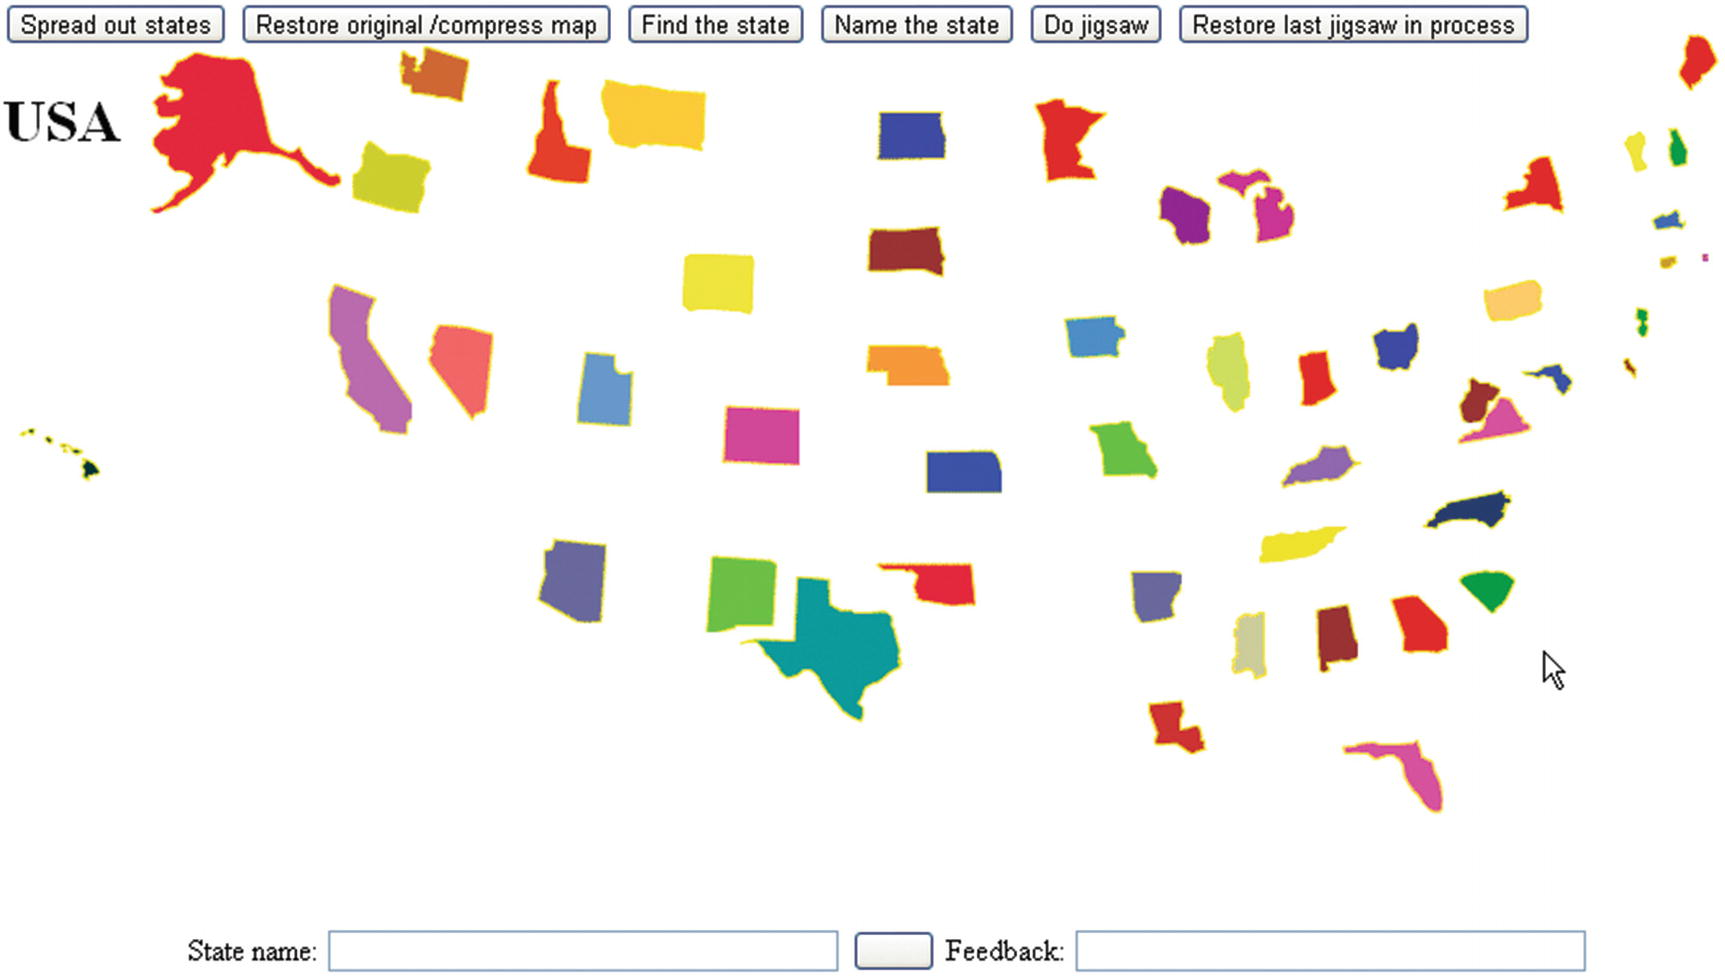 Spread out states Restore original /compress map Find the state Name the state Do jigsaw Restore last jigsaw in process
USA
State name: Feedback: